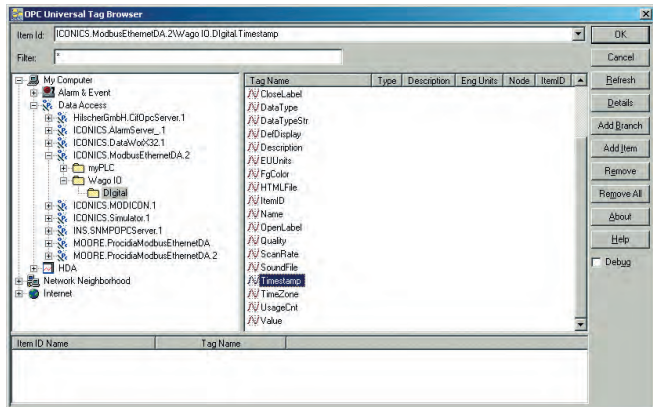 OPC Universal Tag Browser
Item Id: ICONICS.ModbusEthernetDA.2\Wago IO.DIgital.Timestamp
OK
Filter: *
Cancel
My Computer
Alarm & Event
Data Access
HilscherGmbH.CifOpcServer.1
ICONICS.AlarmServer_.1
ICONICS.DataWorX32.1
ICONICS.ModbusEthernetDA.2
myPLC
Wago IO
DIgital
ICONICS.MODICON.1
ICONICS.Simulator.1
INS.SNMPOPCServer.1
MOORE.ProcidiaModbusEthernetDA
MOORE.ProcidiaModbusEthernetDA.2
HDA
Network Neighborhood
Internet
Tag Name Type Description Eng Units Node ItemID
CloseLabel
DataType
DataTypeStr
DefDisplay
Description
EUUnits
FgColor
HTMLFile
ItemID
Name
OpenLabel
Quality
ScanRate
SoundFile
Timestamp
TimeZone
UsageCnt
Value
Refresh
Details
Add Branch
Add Item
Remove
Remove All
About
Help
Debug
Item ID Name Tag Name